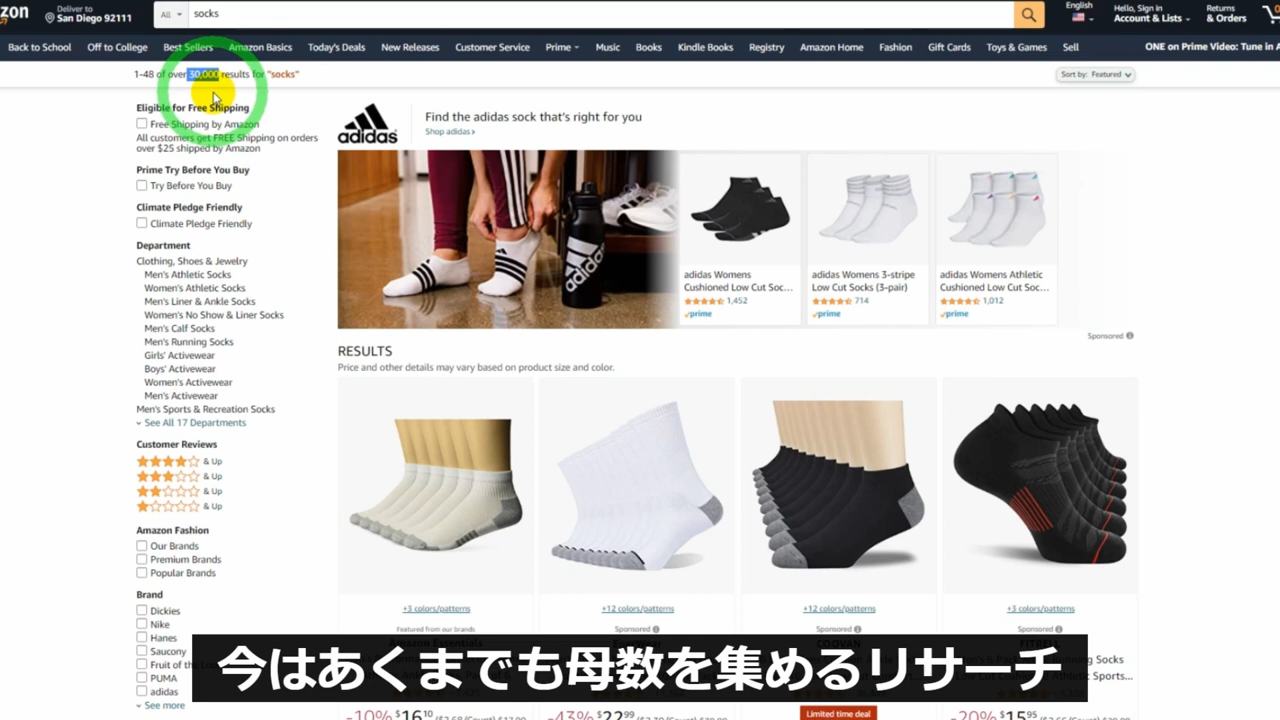 zon
Deliver to
San Diego 92111
All
socks
English
Hello, Sign in
Account & Lists
Returns
& Orders
Back to School
Off to College
Best Sellers
Amazon Basics
Today's Deals
New Releases
Customer Service
Prime
Music
Books
Kindle Books
Registry
Amazon Home
Fashion
Gift Cards
Toys & Games
Sell
ONE on Prime Video: Tune in
1-48 of over 30,000 results for "socks"
Sort by: Featured
Eligible for Free Shipping
Free Shipping by Amazon
All customers get FREE Shipping on orders
over $25 shipped by Amazon
Prime Try Before You Buy
Try Before You Buy
Climate Pledge Friendly
Climate Pledge Friendly
Department
Clothing, Shoes & Jewelry
Men's Athletic Socks
Women's Athletic Socks
Men's Liner & Ankle Socks
Women's No Show & Liner Socks
Men's Calf Socks
Men's Running Socks
Girls' Activewear
Boys' Activewear
Women's Activewear
Men's Activewear
Men's Sports & Recreation Socks
See All 17 Departments
Customer Reviews
& Up
& Up
& Up
& Up
Amazon Fashion
Our Brands
Premium Brands
Popular Brands
Brand
Dickies
Nike
Hanes
Saucony
Fruit of the
PUMA
adidas
See more
adidas
Find the adidas sock that's right for you
Shop adidas
adidas
adidas Womens
Cushioned Low Cut Soc...
1,452
prime
adidas Womens 3-stripe
Low Cut Socks (3-pair)
714
prime
adidas Womens Athletic
Cushioned Low Cut Soc...
1,012
prime
Sponsored
RESULTS
Price and other details may vary based on product size and color.
+3 colors/patterns
Featured from our brands
+12 colors/patterns
Sponsored
+12 colors/patterns
Sponsored
+3 colors/patterns
Sponsored
今はあくまでも母数を集めるリサーチ
-10% $16.10
-43% $22.99
Limited time deal
-20% $15.95